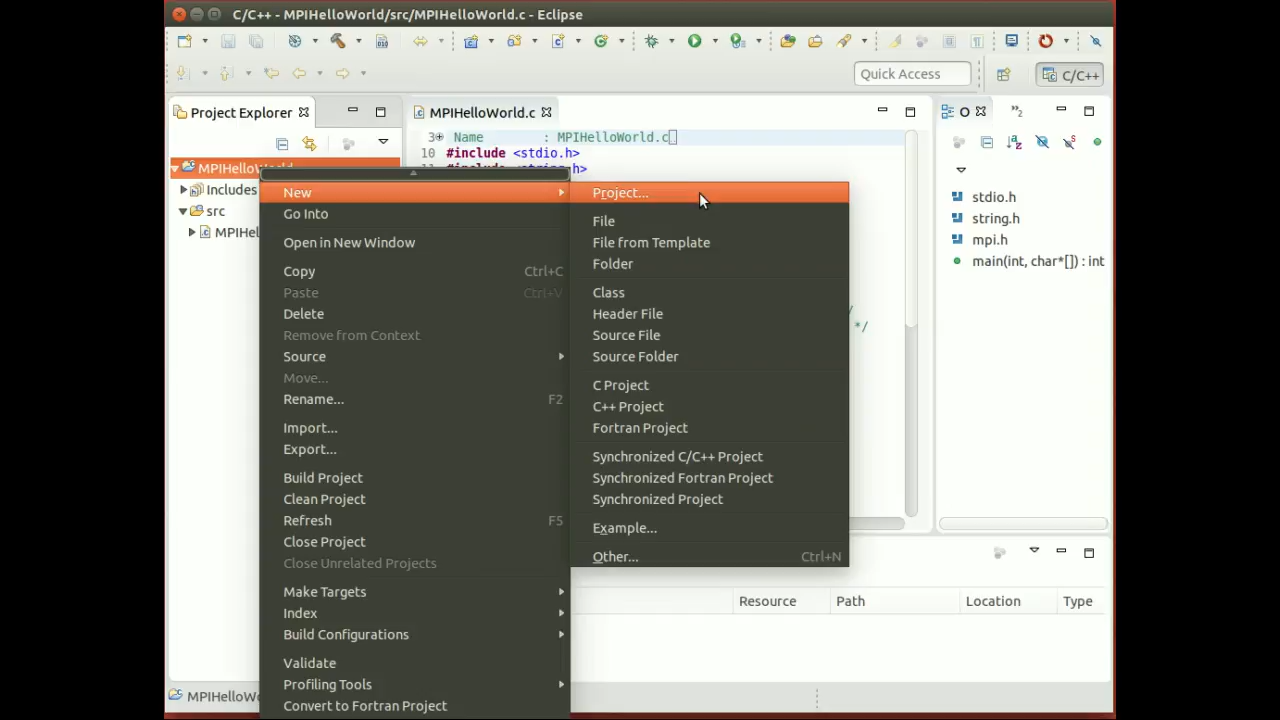 C/C++ - MPIHelloWorld/src/MPIHelloWorld.c - Eclipse
Quick Access
C/C++
Project Explorer
MPIHelloWorld.c
O
3 Name : MPIHelloWorld.c
10 #include <stdio.h>
MPIHelloWorld
Includes
src
MPIHel
New
Go Into
Open in New Window
Copy Ctrl+C
Paste Ctrl+V
Delete
Remove from Context
Source
Move...
Rename... F2
Import...
Export...
Build Project
Clean Project
Refresh F5
Close Project
Close Unrelated Projects
Make Targets
Index
Build Configurations
Validate
Profiling Tools
Convert to Fortran Project
Project...
File
File from Template
Folder
Class
Header File
Source File
Source Folder
C Project
C++ Project
Fortran Project
Synchronized C/C++ Project
Synchronized Fortran Project
Synchronized Project
Example...
Other... Ctrl+N
/
*/
stdio.h
string.h
mpi.h
main(int, char*[]) : int
Resource Path Location Type
MPIHelloWo